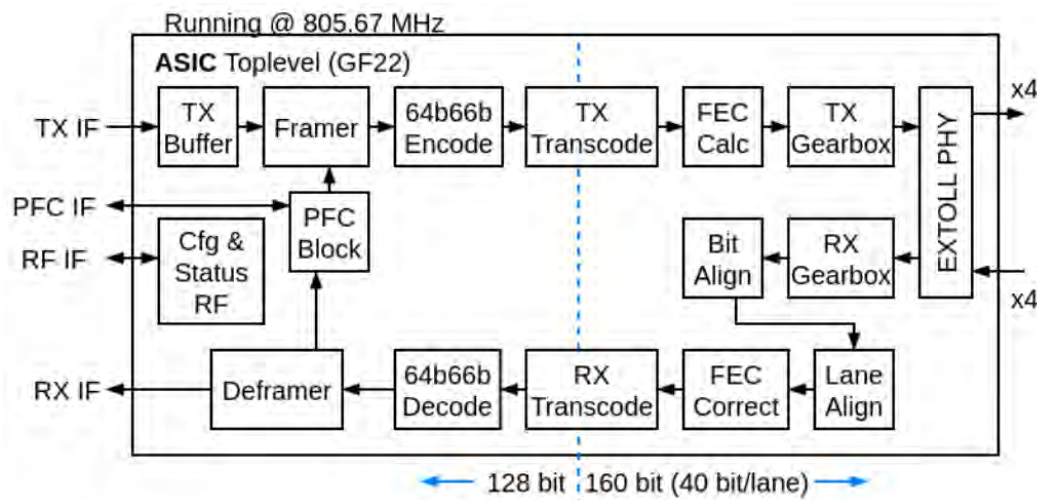 Running @ 805.67 MHz
ASIC Toplevel (GF22)
TX IF
TX
Buffer
Framer
64b66b
Encode
TX
Transcode
FEC
Calc
TX
Gearbox
EXTOLL PHY
x4
PFC IF
PFC
Block
RF IF
Cfg &
Status
RF
Bit
Align
RX
Gearbox
x4
RX IF
Deframer
64b66b
Decode
RX
Transcode
FEC
Correct
Lane
Align
128 bit
160 bit (40 bit/lane)